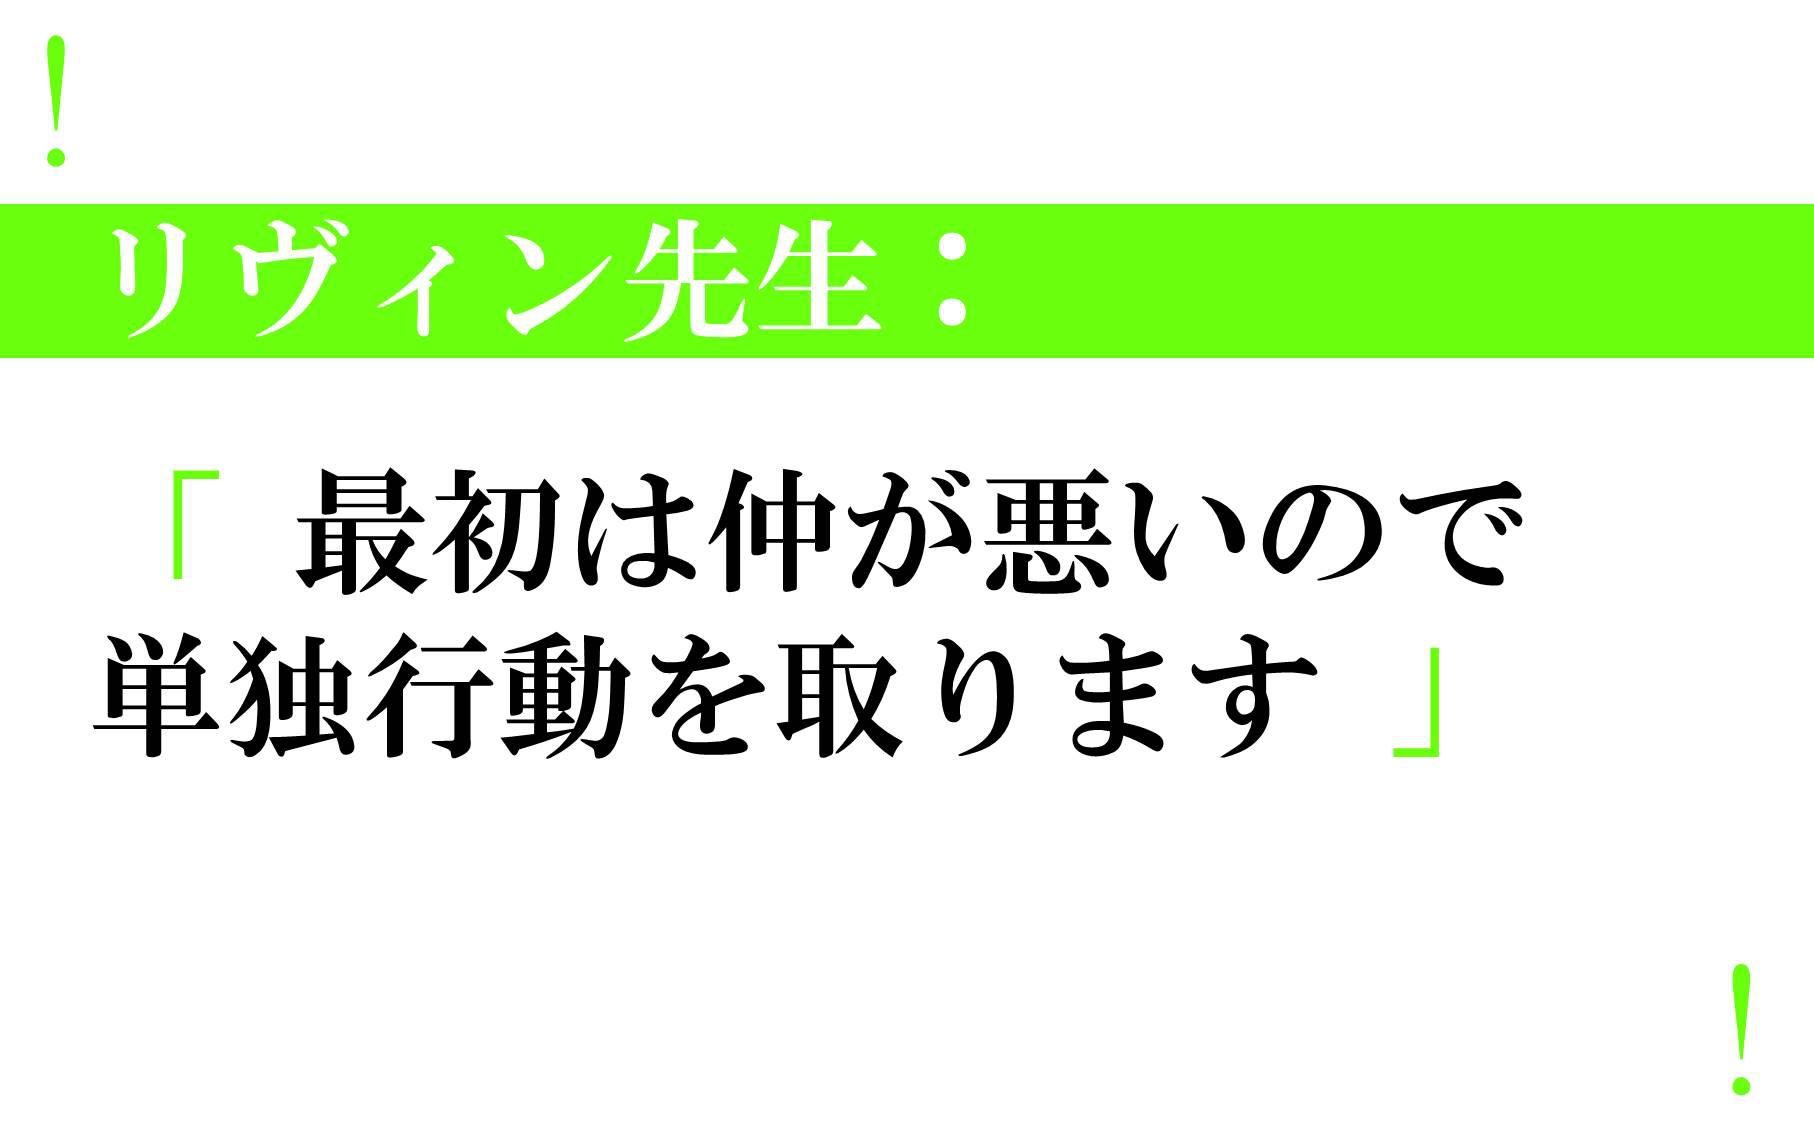 ！
リヴィン先生：
「 最初は仲が悪いので
単独行動を取ります 」
！